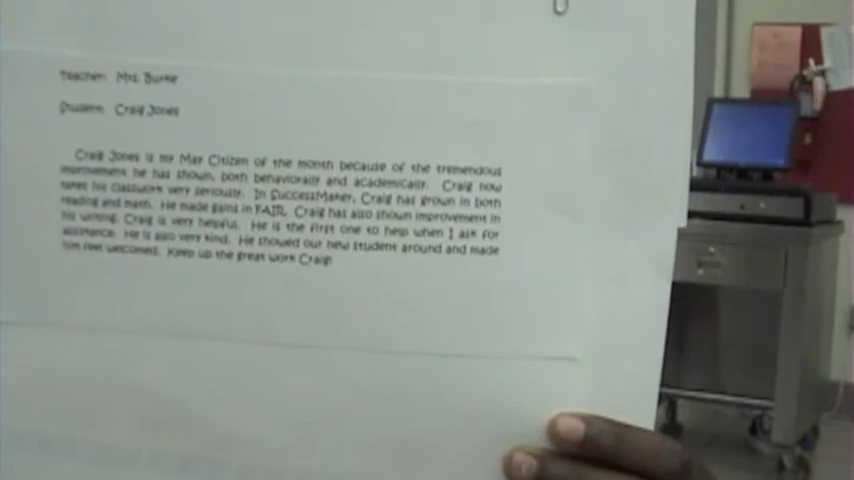 Teacher: Mrs. Burke
Student: Craig Jones
Craig Jones is my May Citizen of the month because of the tremendous
improvement he has shown, both behaviorally and academically. Craig now
takes his classwork very seriously. In SuccessMaker, Craig has grown in both
reading and math. He made gains in FAIR. Craig has also shown improvement in
his writing. Craig is very helpful. He is the first one to help when I ask for
assistance. He is also very kind. He showed our new student around and made
him feel welcomed. Keep up the great work Craig!